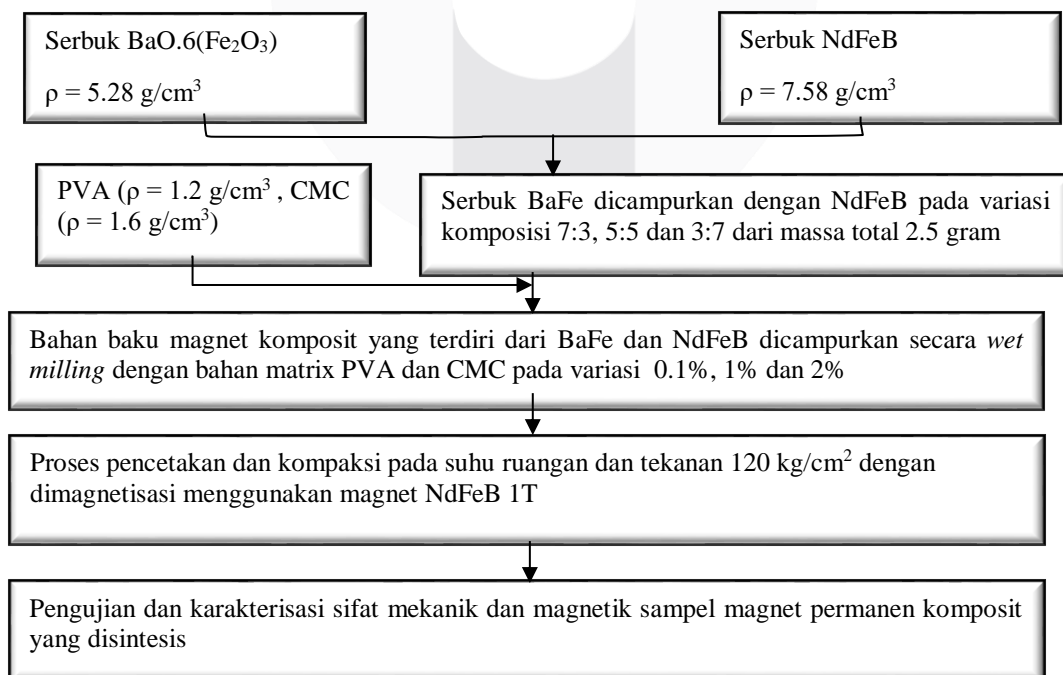 Serbuk BaO.6(Fe₂O₃)
ρ = 5.28 g/cm³
Serbuk NdFeB
ρ = 7.58 g/cm³
PVA (ρ = 1.2 g/cm³ , CMC
(ρ = 1.6 g/cm³)
Serbuk BaFe dicampurkan dengan NdFeB pada variasi
komposisi 7:3, 5:5 dan 3:7 dari massa total 2.5 gram
Bahan baku magnet komposit yang terdiri dari BaFe dan NdFeB dicampurkan secara wet
milling dengan bahan matrix PVA dan CMC pada variasi 0.1%, 1% dan 2%
Proses pencetakan dan kompaksi pada suhu ruangan dan tekanan 120 kg/cm² dengan
dimagnetisasi menggunakan magnet NdFeB 1T
Pengujian dan karakterisasi sifat mekanik dan magnetik sampel magnet permanen komposit
yang disintesis